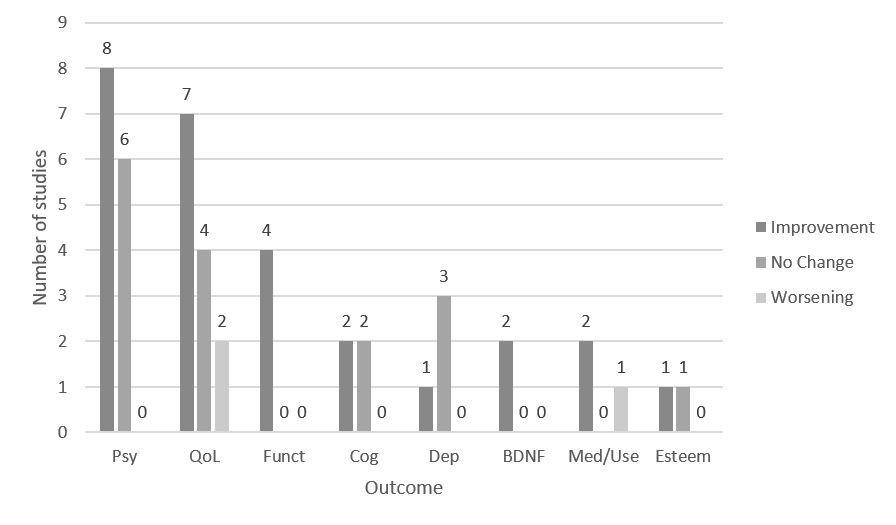 9
8
7
6
5
4
3
2
1
0
Number of studies
8 6 0
7 4 2
4 0 0
2 2 0
1 3 0
2 0 0
2 0 1
1 1 0
Psy QoL Funct Cog Dep BDNF Med/Use Esteem
Outcome
Improvement
No Change
Worsening